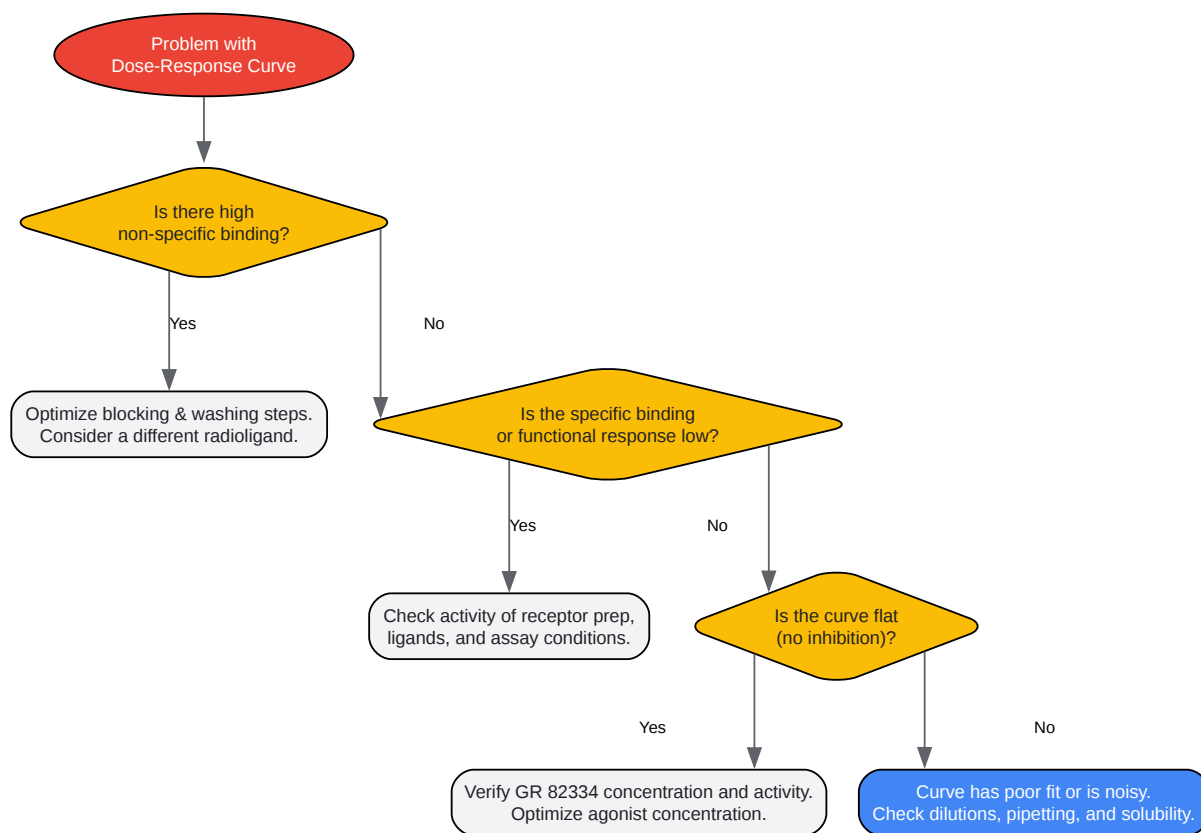 Problem with
Dose-Response Curve
Is there high
non-specific binding?
Yes
No
Optimize blocking & washing steps.
Consider a different radioligand.
Is the specific binding
or functional response low?
Yes
No
Check activity of receptor prep,
ligands, and assay conditions.
Is the curve flat
(no inhibition)?
Yes
No
Verify GR 82334 concentration and activity.
Optimize agonist concentration.
Curve has poor fit or is noisy.
Check dilutions, pipetting, and solubility.